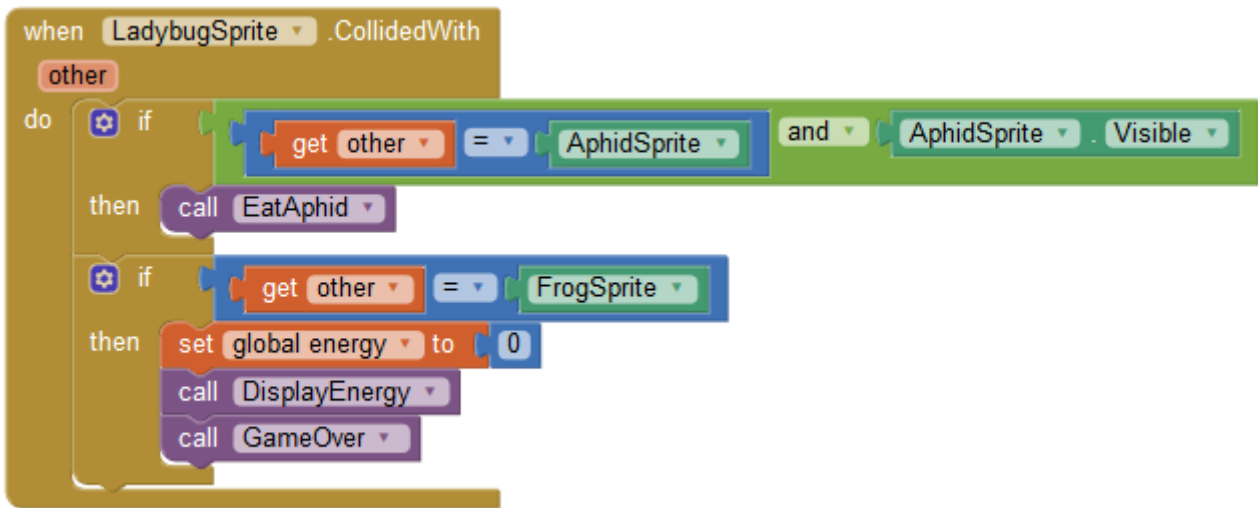 when LadybugSprite .CollidedWith
other
do if get other = AphidSprite and AphidSprite . Visible
then call EatAphid
if get other = FrogSprite
then set global energy to 0
call DisplayEnergy
call GameOver